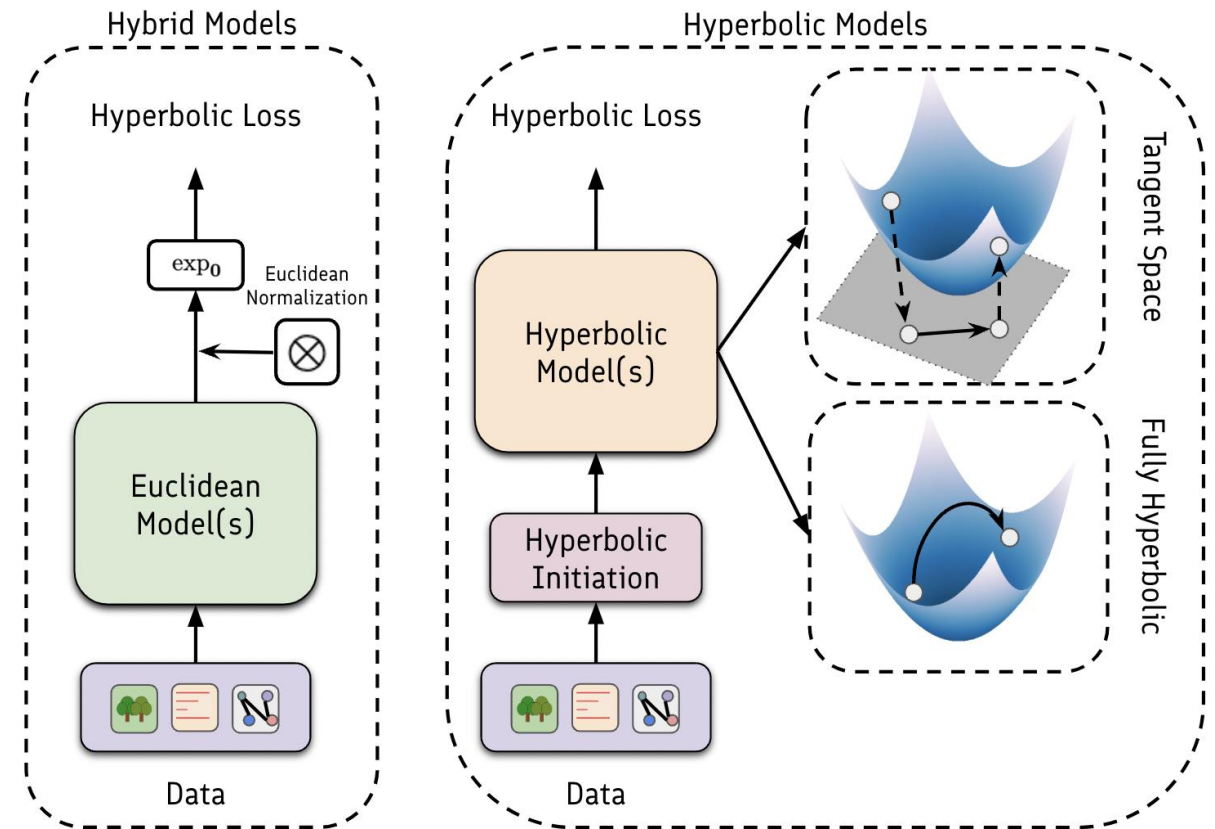 Hybrid Models
Hyperbolic Loss
exp₀
Euclidean
Normalization
Euclidean
Model(s)
Data
Hyperbolic Models
Hyperbolic Loss
Hyperbolic
Model(s)
Hyperbolic
Initiation
Data
Tangent Space
Fully Hyperbolic